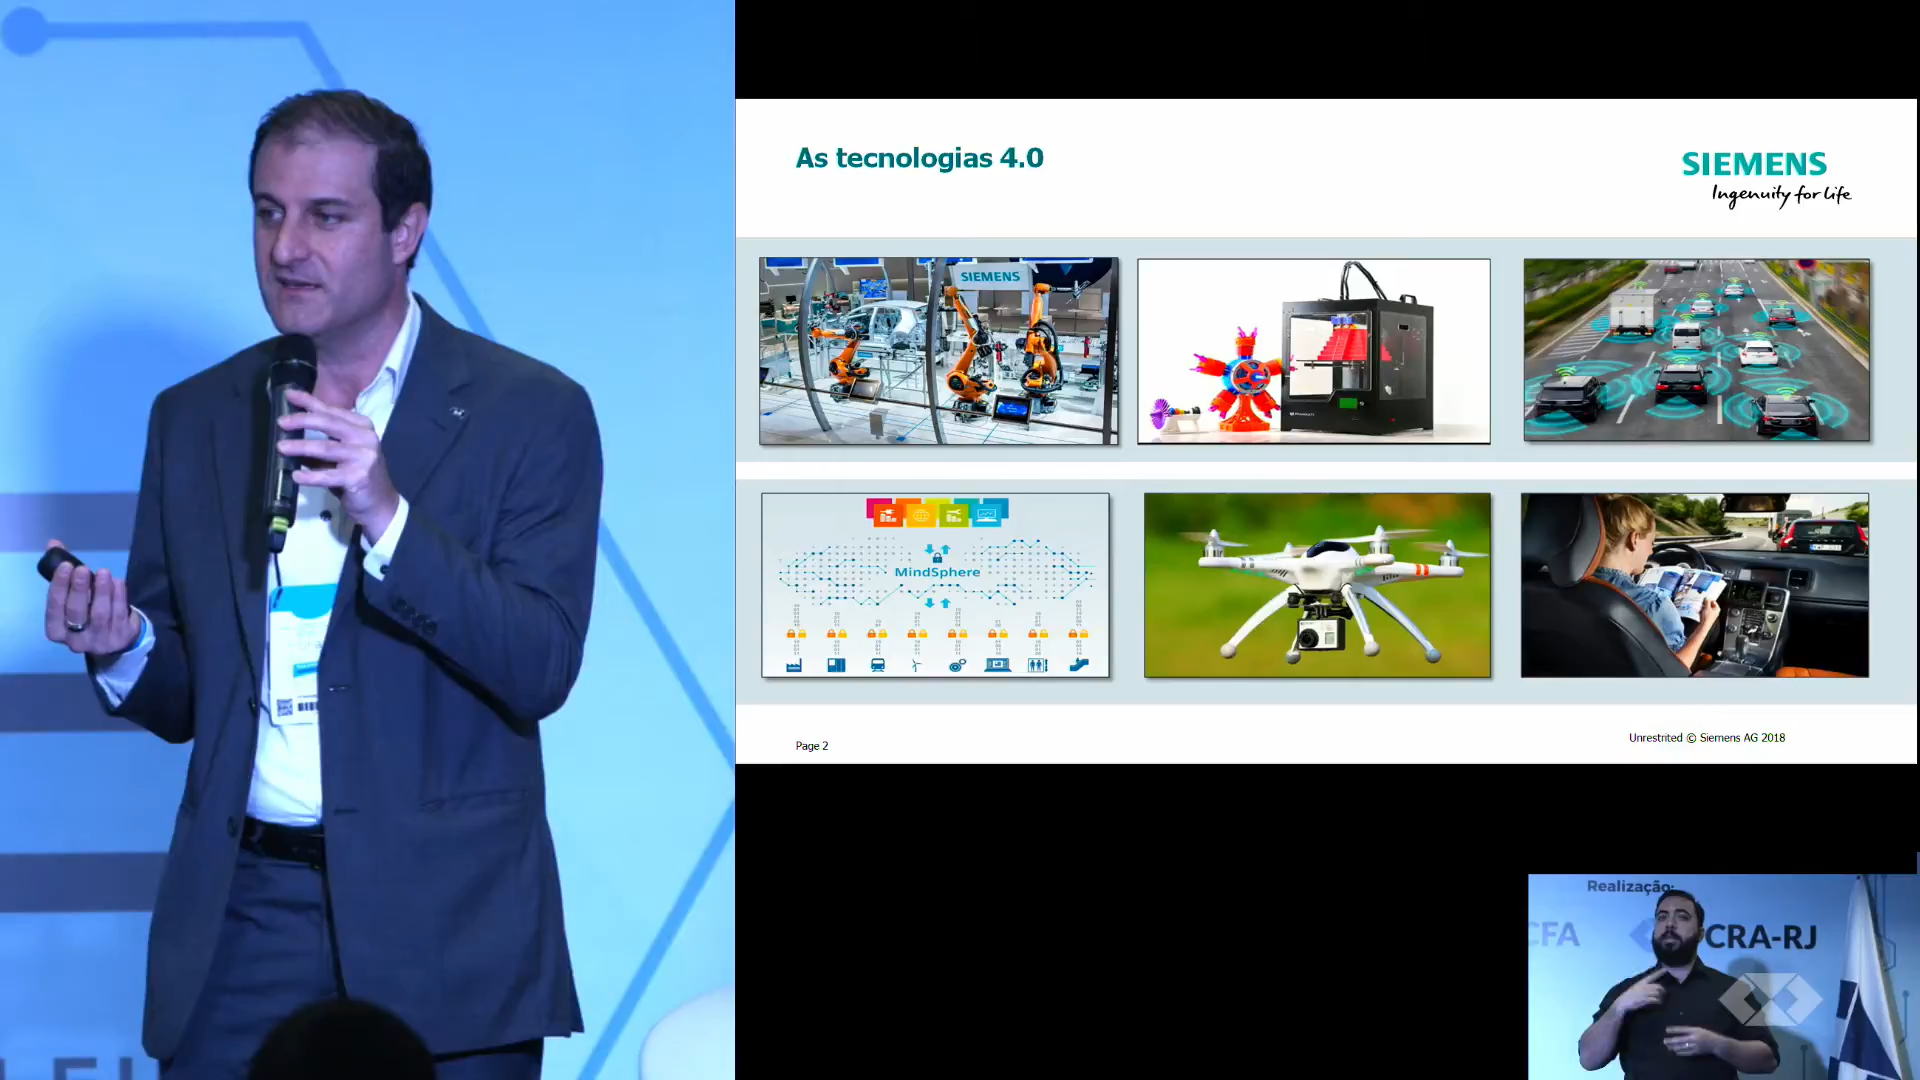 As tecnologias 4.0
SIEMENS
Ingenuity for life
SIEMENS
MindSphere
Page 2
Unrestrited © Siemens AG 2018
Realização:
CFA
CRA-RJ